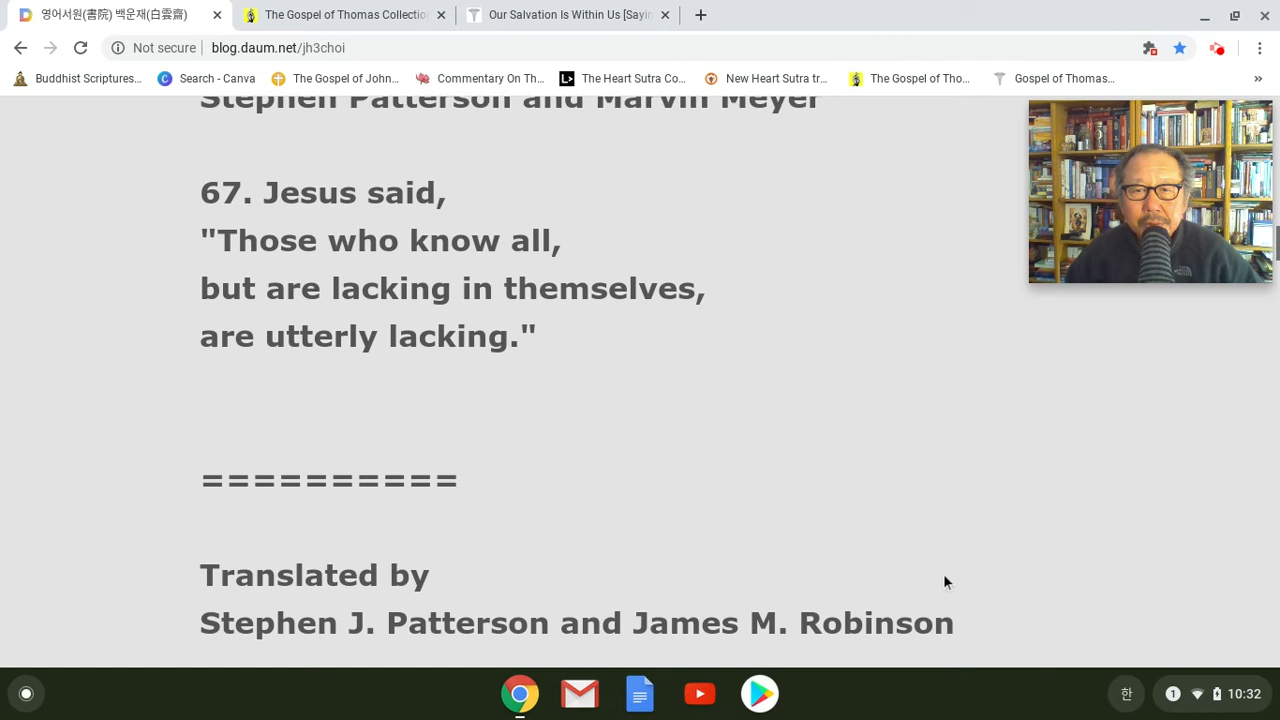 영어서원(書院) 백운재(白雲齋)
The Gospel of Thomas Collectio
Our Salvation Is Within Us [Sayin
Not secure
blog.daum.net/jh3choi
Buddhist Scriptures...
Search - Canva
The Gospel of John...
Commentary On Th...
The Heart Sutra Co...
New Heart Sutra tr...
The Gospel of Tho...
Gospel of Thomas...
»
Stephen Patterson and Marvin Meyer
67. Jesus said,
"Those who know all,
but are lacking in themselves,
are utterly lacking."
==========
Translated by
Stephen J. Patterson and James M. Robinson
한
1
10:32